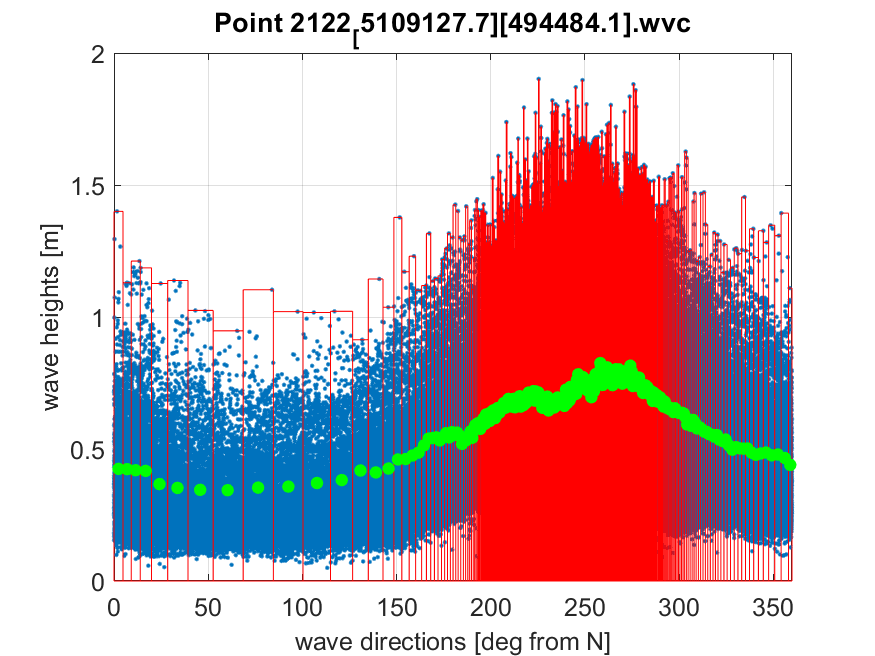 Point 2122[5109127.7][494484.1].wvc
2
1.5
1
0.5
0
wave heights [m]
0 50 100 150 200 250 300 350
wave directions [deg from N]